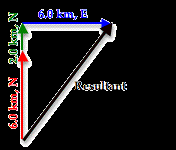 6.0 km, E
2.0 km, N
6.0 km, N
Resultant